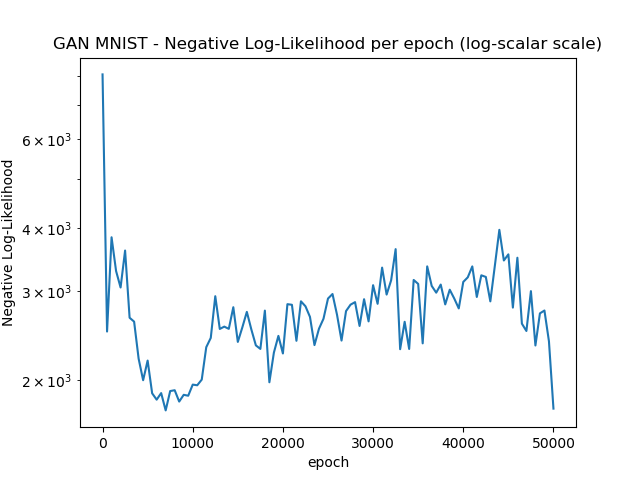 GAN MNIST - Negative Log-Likelihood per epoch (log-scalar scale)
Negative Log-Likelihood
6 × 10³
4 × 10³
3 × 10³
2 × 10³
0 10000 20000 30000 40000 50000
epoch